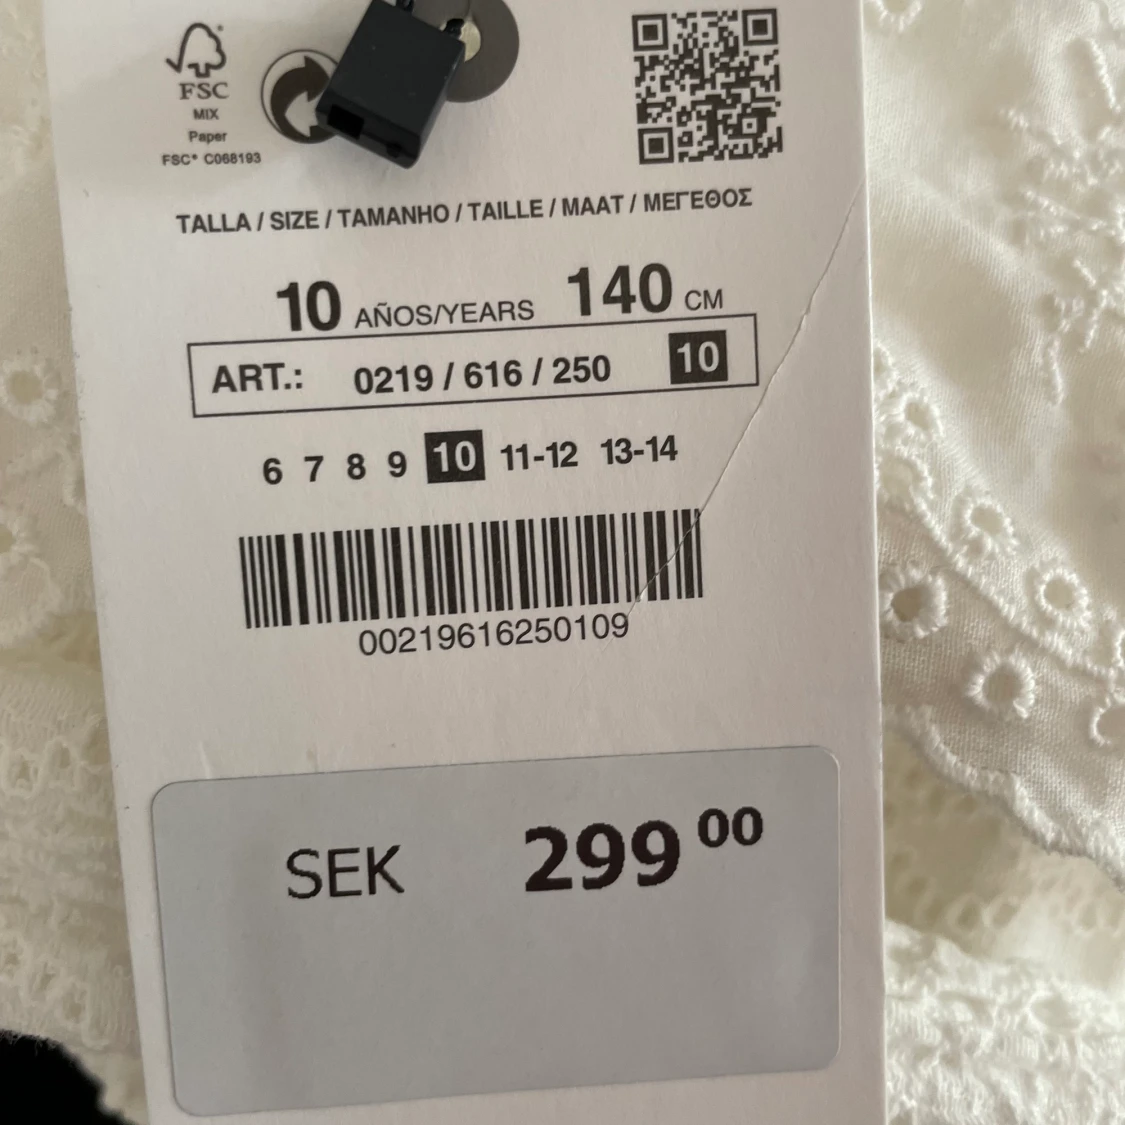 FSC
MIX
Paper
FSC® C068193
TALLA / SIZE / TAMANHO / TAILLE / MAAT / ΜΕΓΕΘΟΣ
10 AÑOS/YEARS 140 CM
ART.: 0219 / 616 / 250 10
6 7 8 9 10 11-12 13-14
00219616250109
SEK 299 00